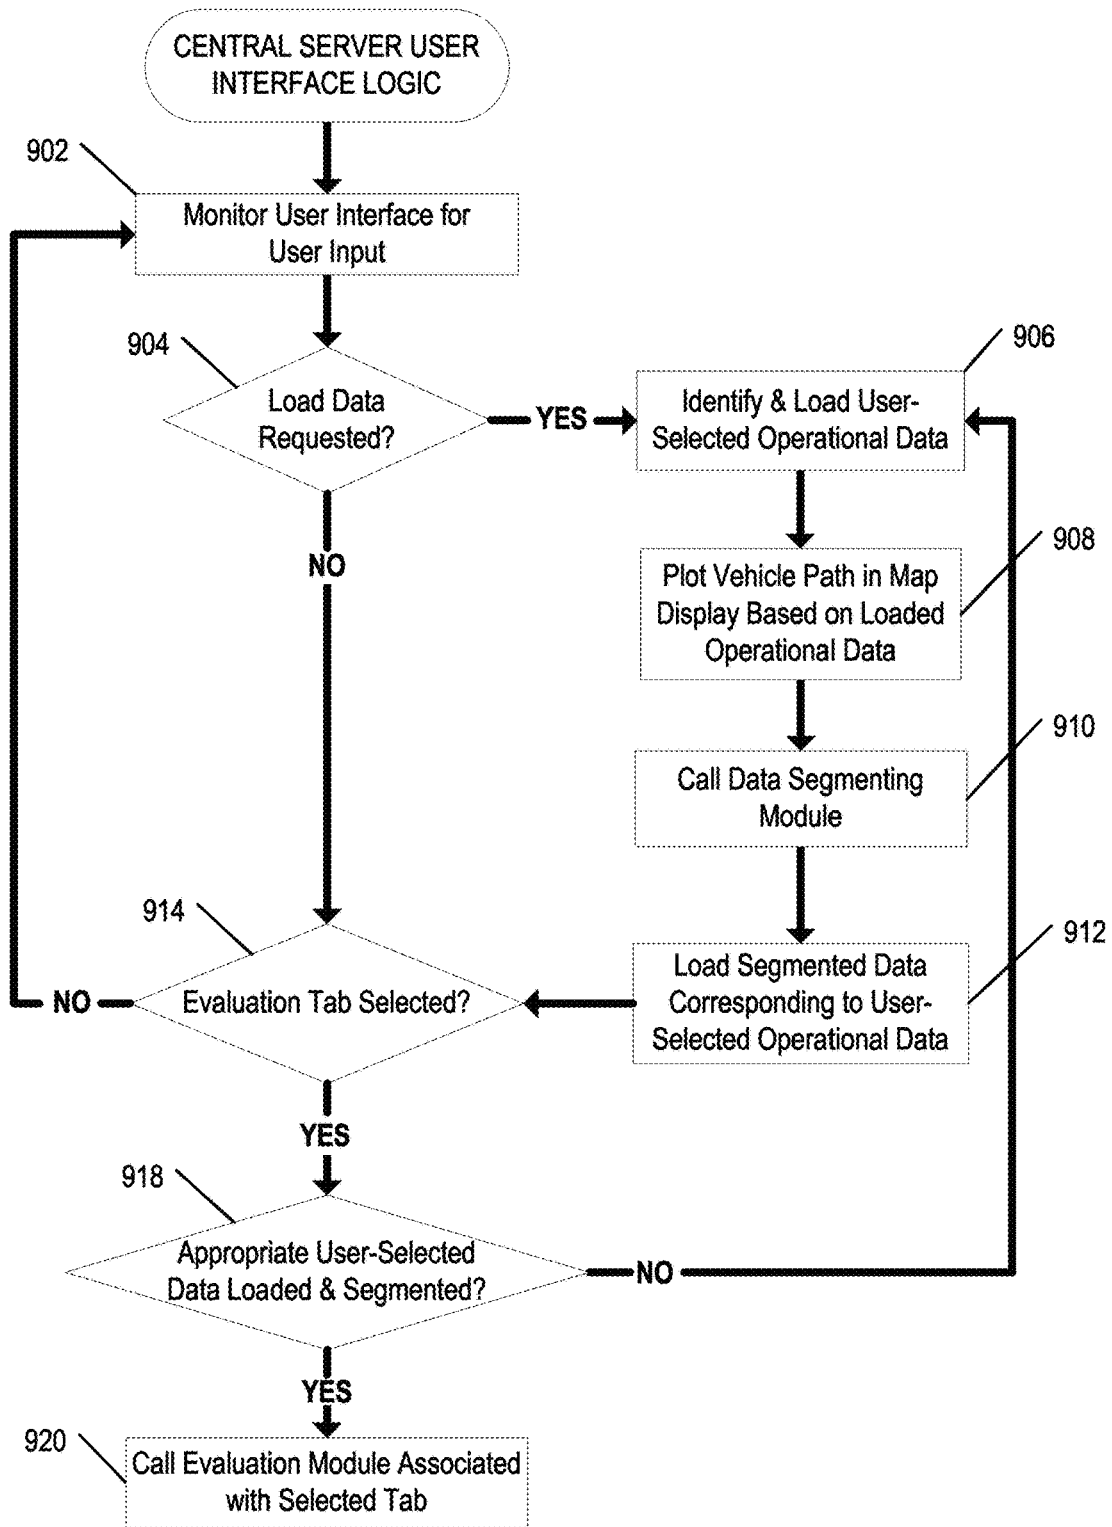 CENTRAL SERVER USER
INTERFACE LOGIC
902
Monitor User Interface for
User Input
904
Load Data
Requested?
YES
906
Identify & Load User-
Selected Operational Data
NO
908
Plot Vehicle Path in Map
Display Based on Loaded
Operational Data
910
Call Data Segmenting
Module
912
Load Segmented Data
Corresponding to User-
Selected Operational Data
914
Evaluation Tab Selected?
NO
YES
918
Appropriate User-Selected
Data Loaded & Segmented?
NO
YES
920
Call Evaluation Module Associated
with Selected Tab